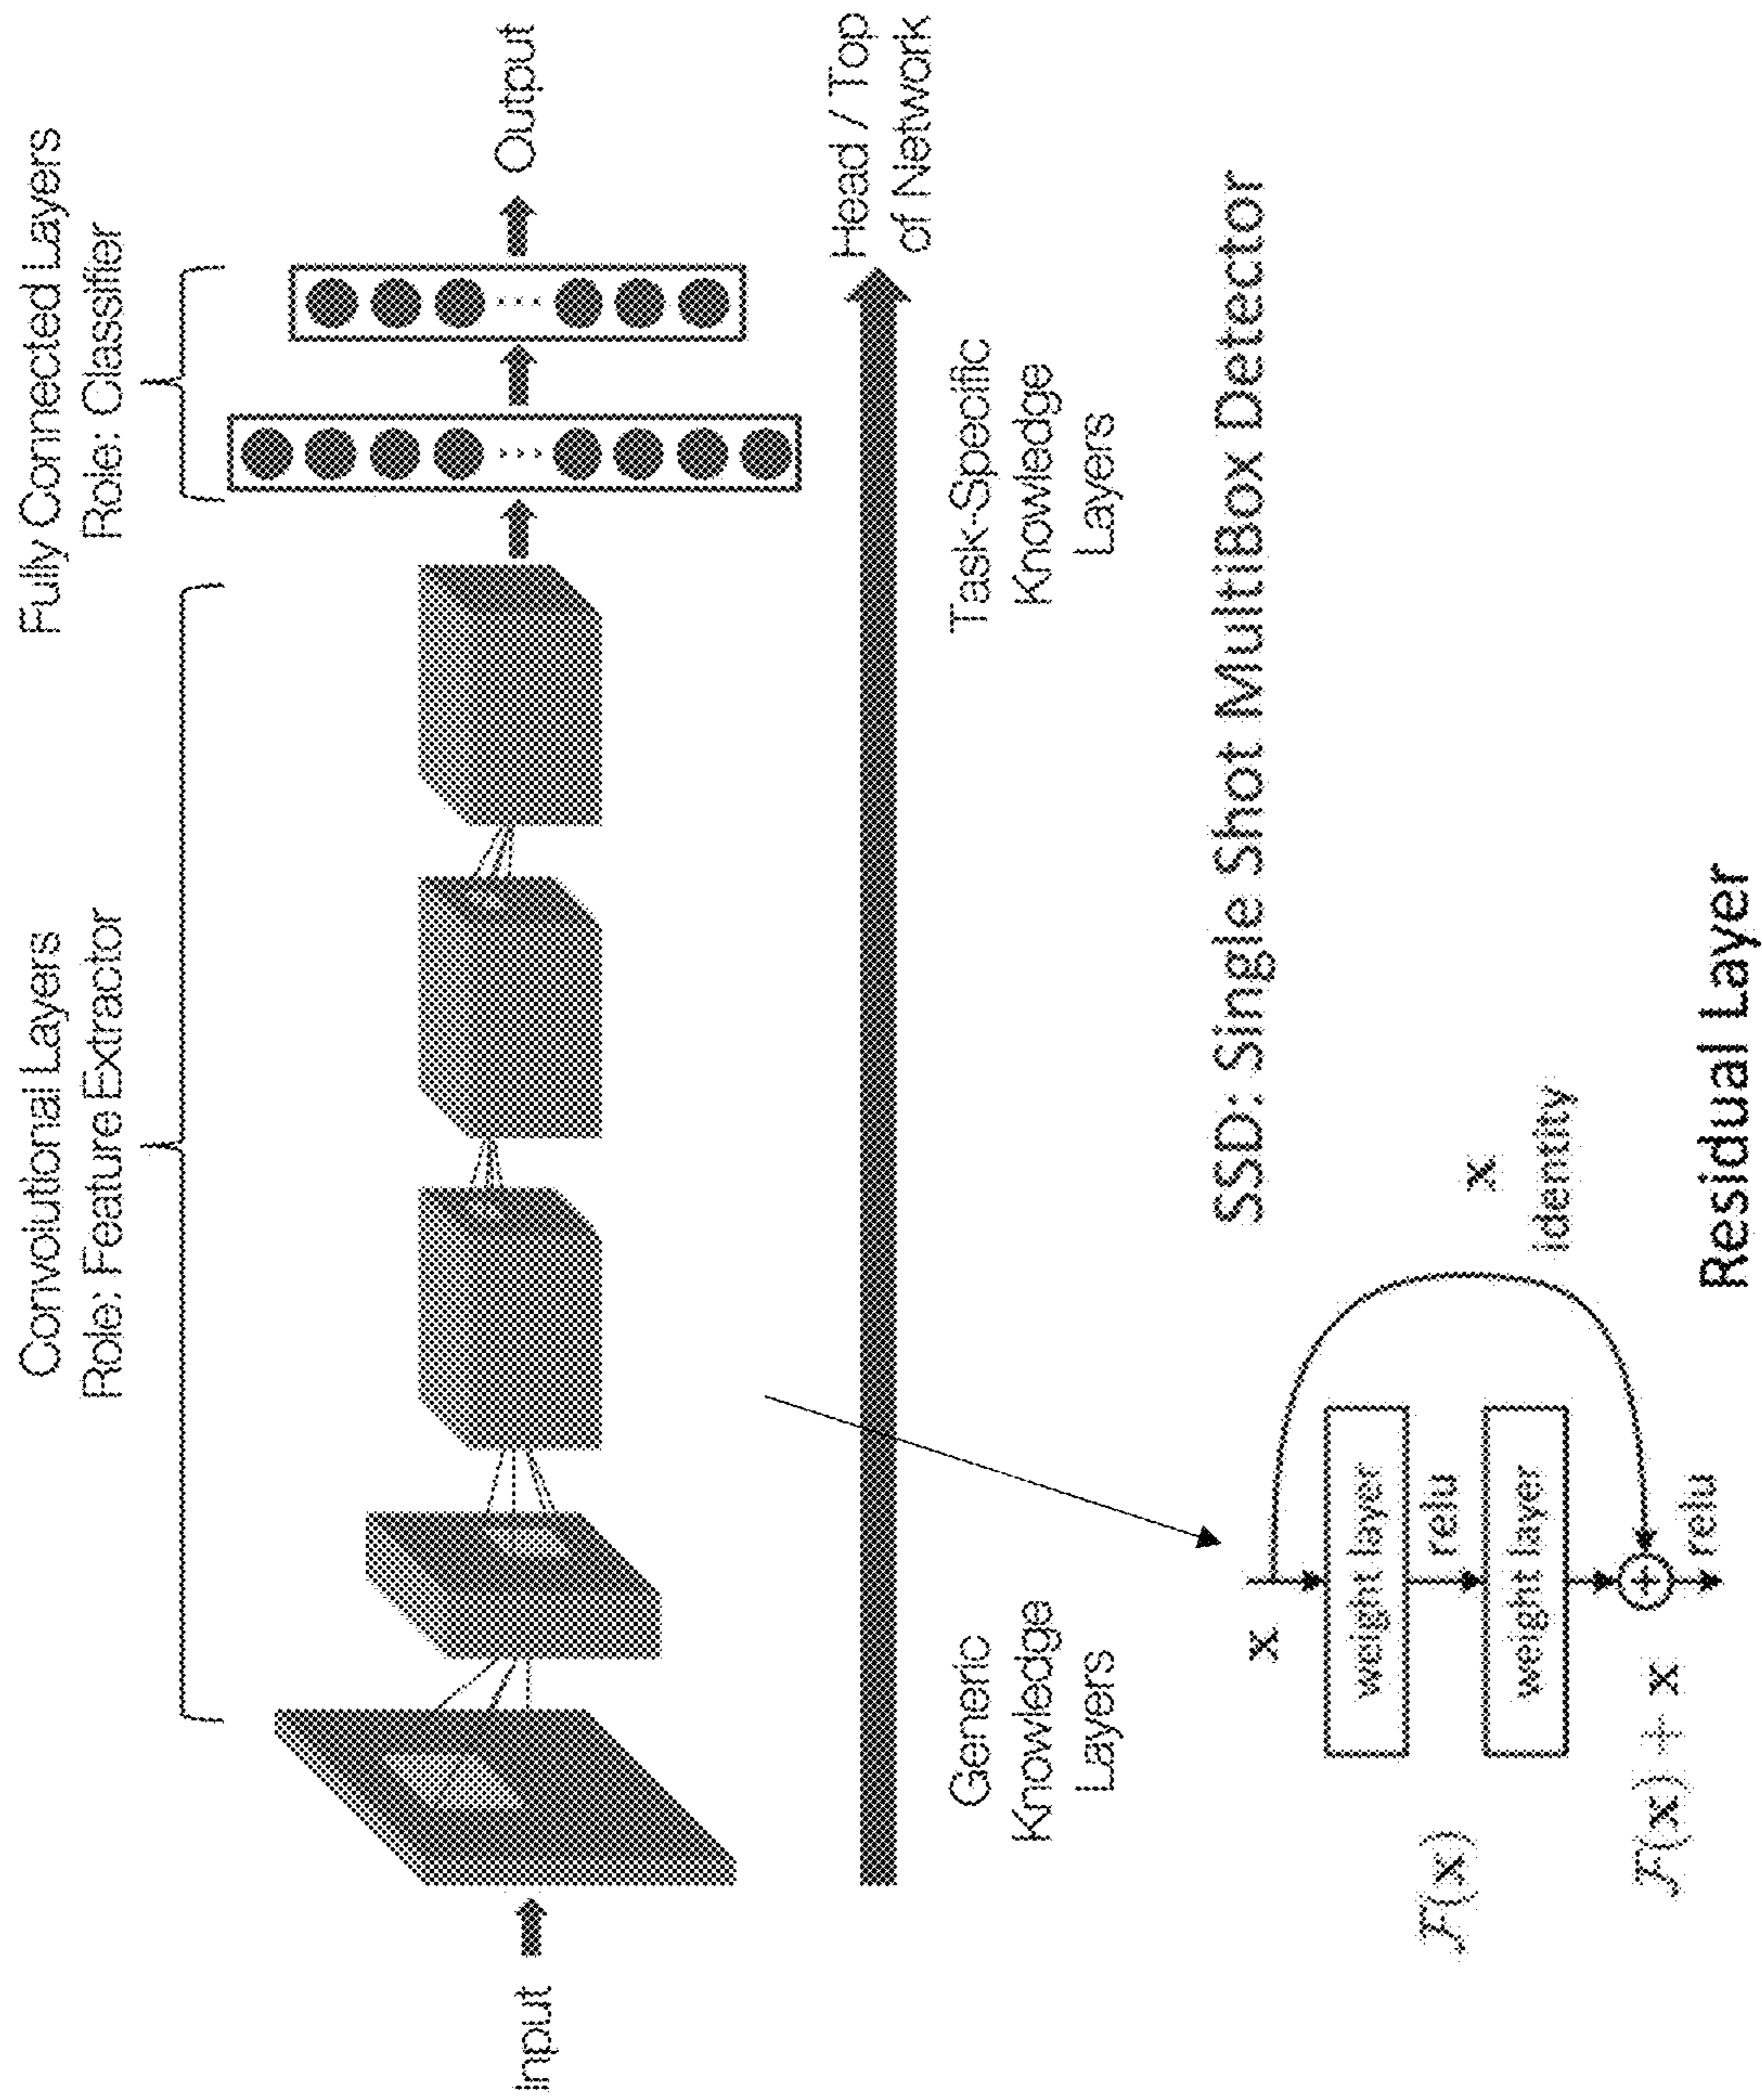 Convolutional Layers
Role: Feature Extractor
Fully Connected Layers
Role: Classifier
Input
Output
Head / Top
of Network
Generic
Knowledge
Layers
Task-Specific
Knowledge
Layers
SSD: Single Shot MultiBox Detector
x
weight layer
F(x)
relu
weight layer
x
identity
F(x) + x
+
relu
Residual Layer